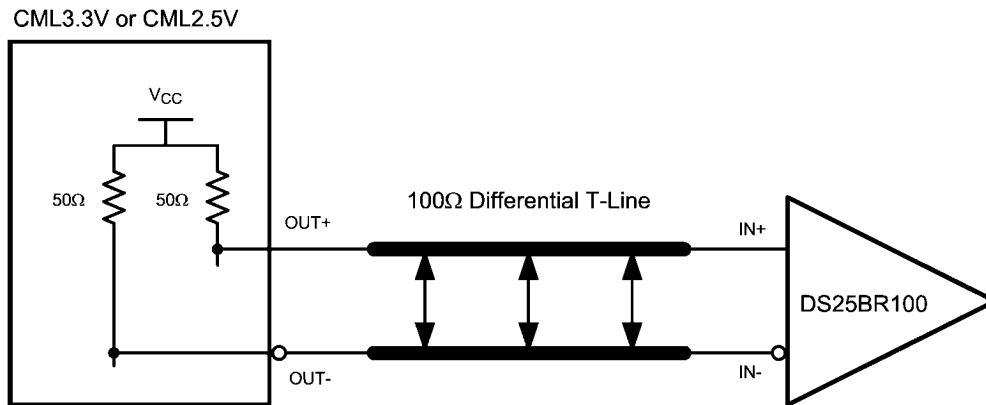 CML3.3V or CML2.5V
VCC
50Ω 50Ω
100Ω Differential T-Line
OUT+
IN+
DS25BR100
OUT-
IN-